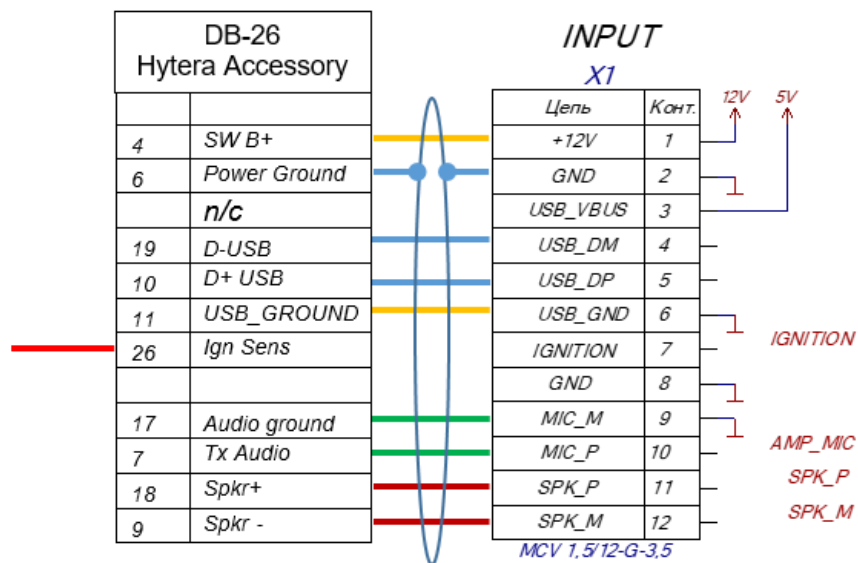 DB-26
Hytera Accessory
4 SW B+
6 Power Ground
n/c
19 D-USB
10 D+ USB
11 USB_GROUND
26 Ign Sens
17 Audio ground
7 Tx Audio
18 Spkr+
9 Spkr -
INPUT
X1
Цепь Конт.
+12V 1
GND 2
USB_VBUS 3
USB_DM 4
USB_DP 5
USB_GND 6
IGNITION 7
GND 8
MIC_M 9
MIC_P 10
SPK_P 11
SPK_M 12
MCV 1,5/12-G-3,5
12V 5V
IGNITION
AMP_MIC
SPK_P
SPK_M